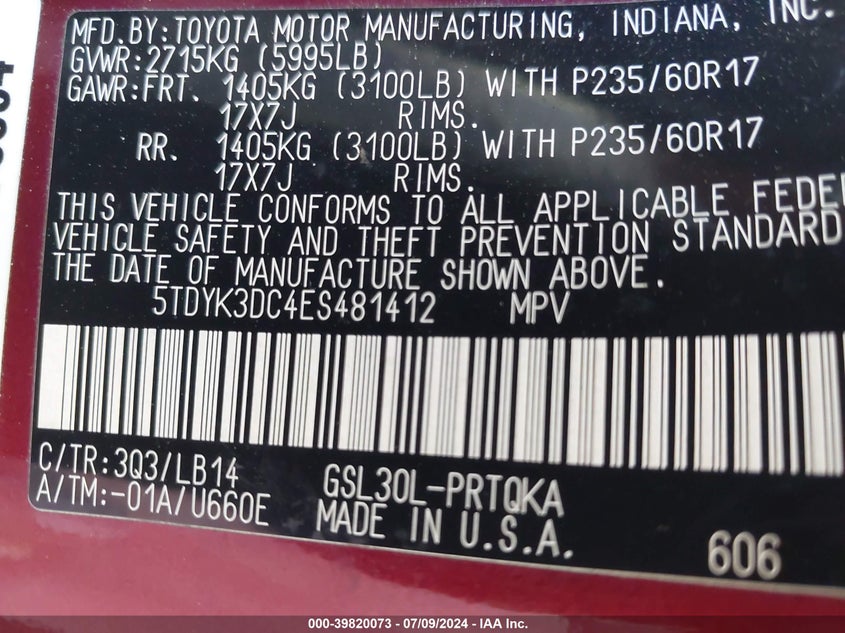 MFD.BY:TOYOTA MOTOR MANUFACTURING, INDIANA, INC.
GVWR:2715KG (5995LB)
GAWR:FRT. 1405KG (3100LB) WITH P235/60R17
17X7J RIMS.
RR. 1405KG (3100LB) WITH P235/60R17
17X7J RIMS.
THIS VEHICLE CONFORMS TO ALL APPLICABLE FEDE
VEHICLE SAFETY AND THEFT PREVENTION STANDARD
THE DATE OF MANUFACTURE SHOWN ABOVE.
5TDYK3DC4ES481412 MPV
C/TR:3Q3/LB14 GSL30L-PRTQKA
A/TM:-01A/U660E MADE IN U.S.A.
606
000-39820073 - 07/09/2024 - IAA Inc.